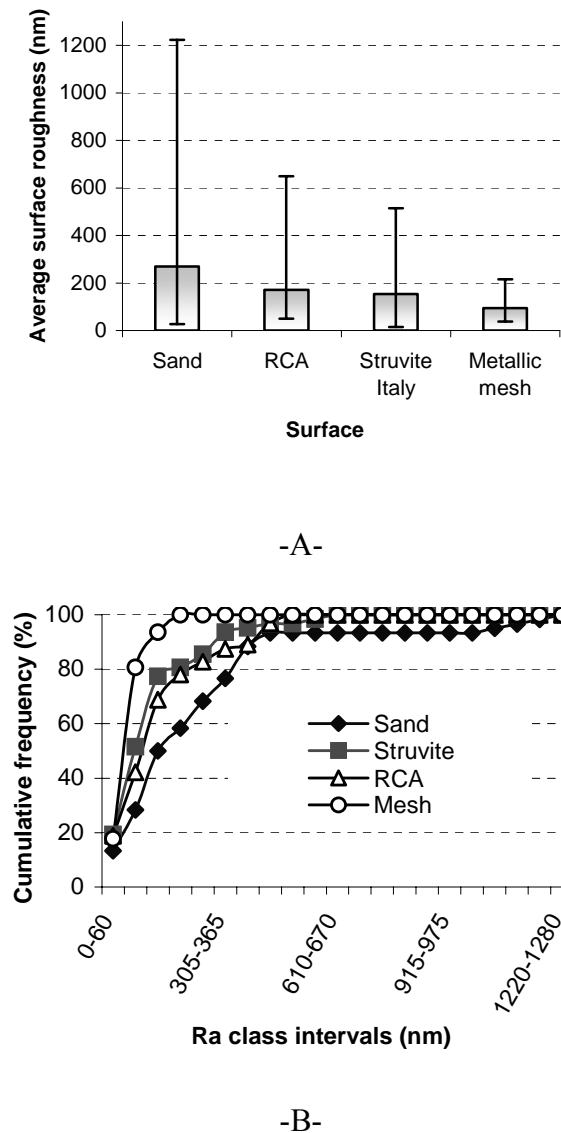 Average surface roughness (nm)
1200
1000
800
600
400
200
0
Sand
RCA
Struvite
Italy
Metallic
mesh
Surface
-A-
Cumulative frequency (%)
100
80
60
40
20
0
Sand
Struvite
RCA
Mesh
0-60
305-365
610-670
915-975
1220-1280
Ra class intervals (nm)
-B-